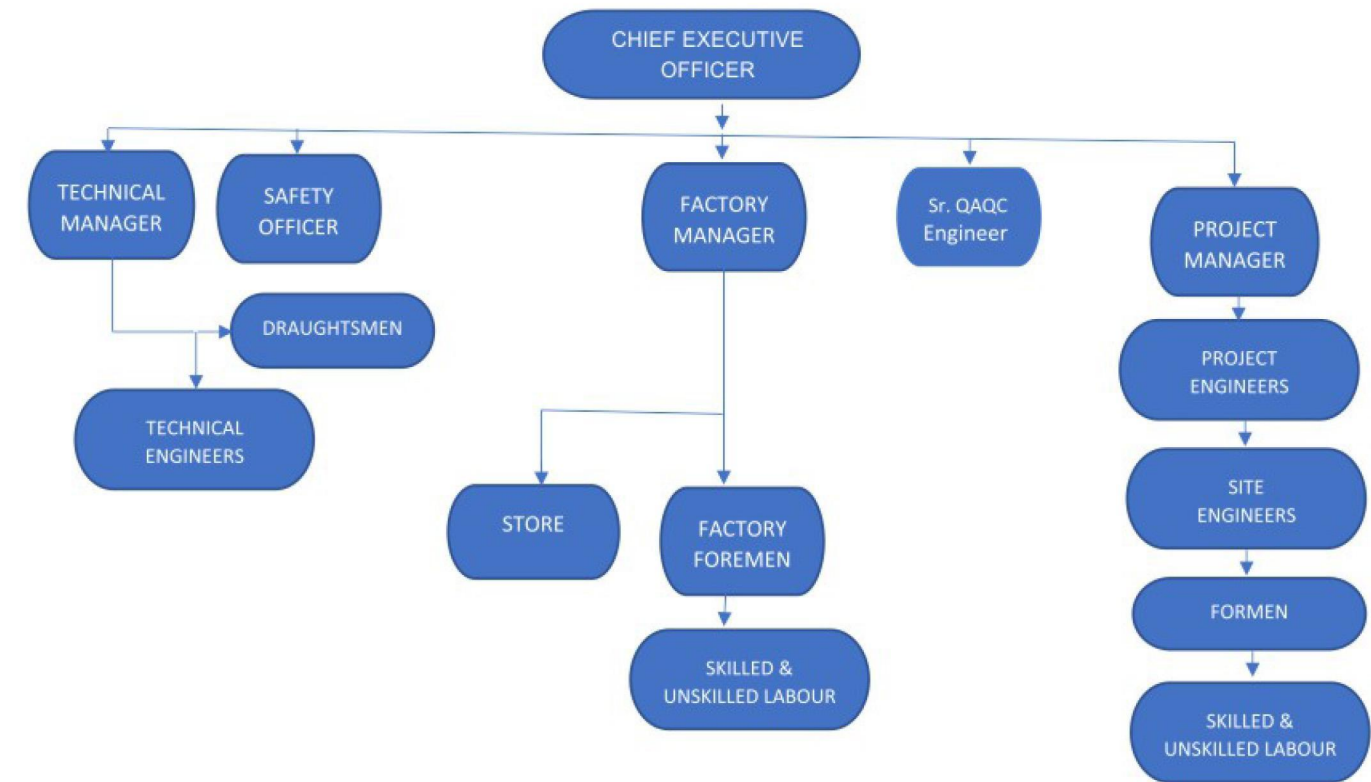 CHIEF EXECUTIVE
OFFICER
TECHNICAL
MANAGER
SAFETY
OFFICER
FACTORY
MANAGER
Sr. QAQC
Engineer
PROJECT
MANAGER
DRAUGHTSMEN
TECHNICAL
ENGINEERS
STORE
FACTORY
FOREMEN
SKILLED &
UNSKILLED LABOUR
PROJECT
ENGINEERS
SITE
ENGINEERS
FORMEN
SKILLED &
UNSKILLED LABOUR